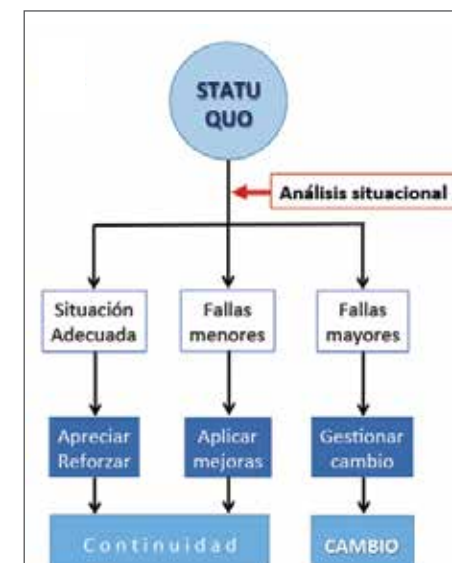 STATU
QUO
Análisis situacional
Situación
Adecuada
Fallas
menores
Fallas
mayores
Apreciar
Reforzar
Aplicar
mejoras
Gestionar
cambio
Continuidad
CAMBIO